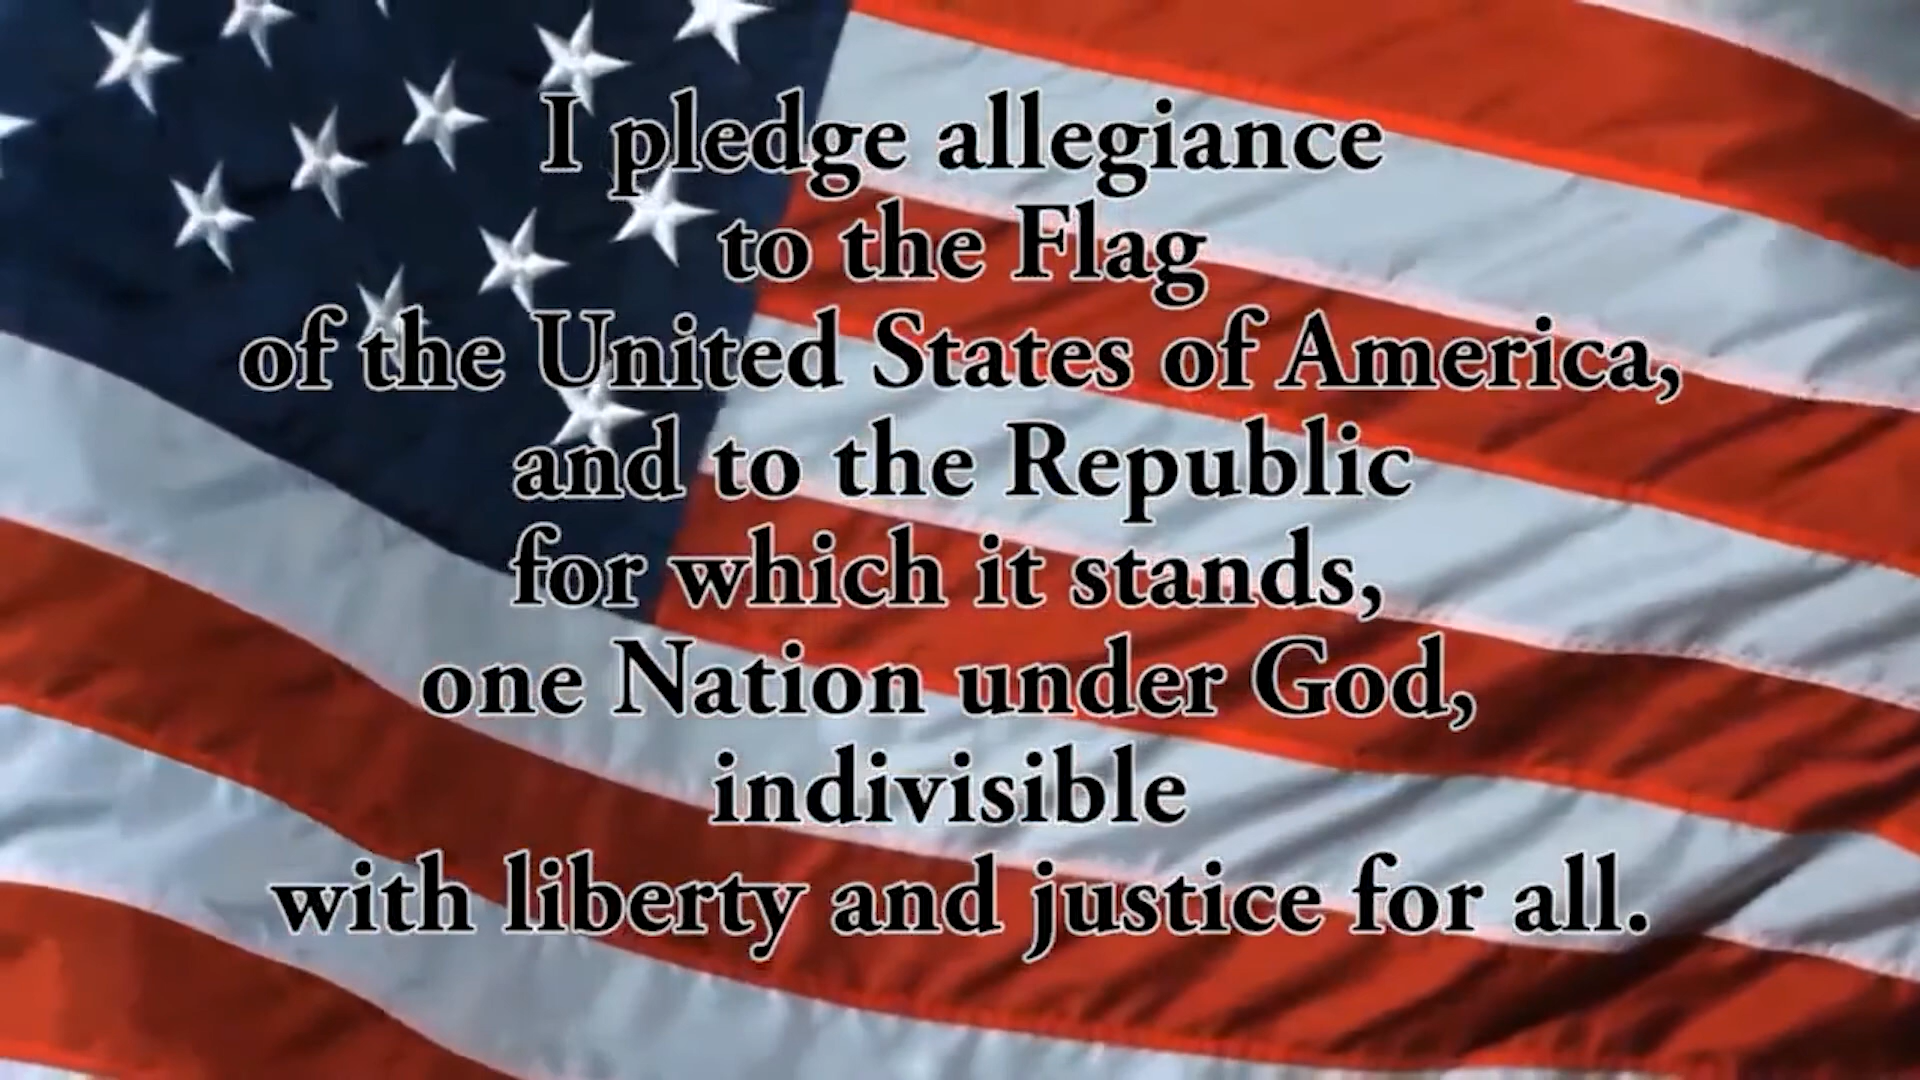 I pledge allegiance
to the Flag
of the United States of America,
and to the Republic
for which it stands,
one Nation under God,
indivisible
with liberty and justice for all.